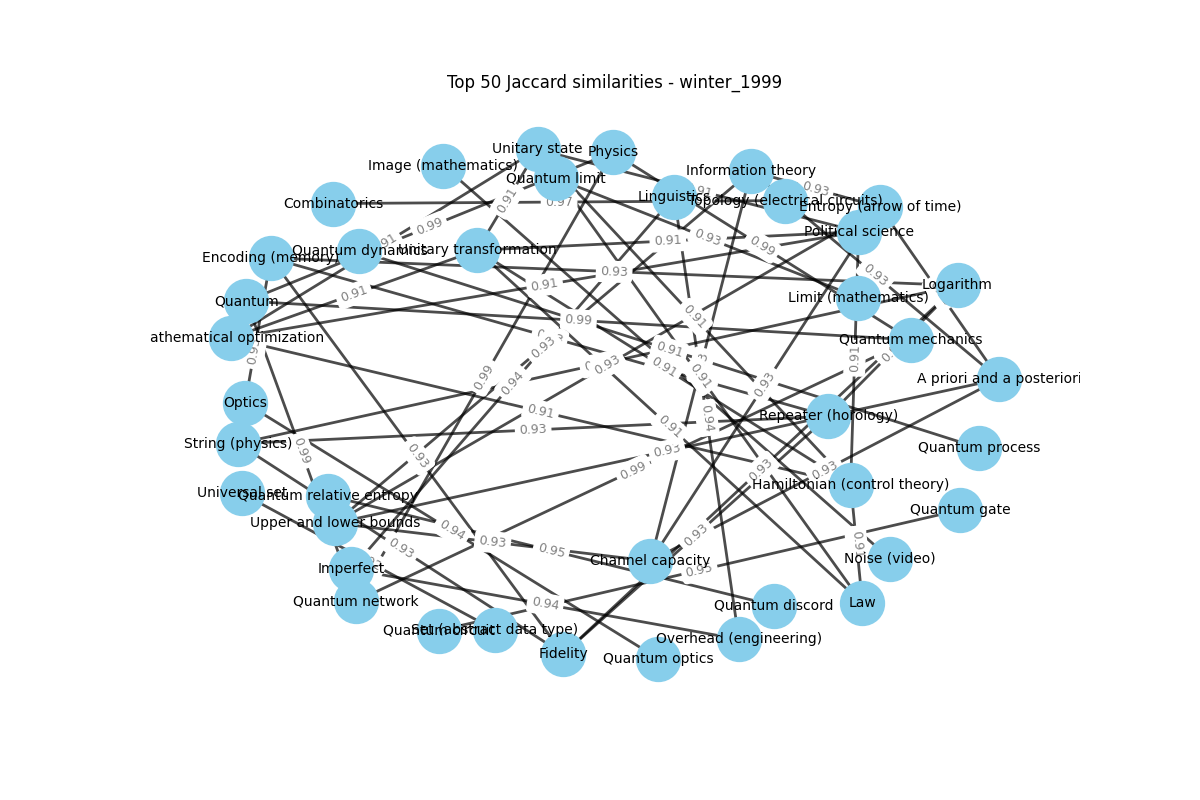 Top 50 Jaccard similarities - winter_1999
Unitary state
Physics
Image (mathematics)
Quantum limit
Information theory
0.93
0.91
Linguistics
Topology (electrical circuits)
Combinatorics
0.97
Entropy (arrow of time)
0.99
Political science
0.91
0.93
0.99
Encoding (memory)
Quantum dynamics
Unitary transformation
0.91
0.93
0.93
Logarithm
0.91
0.91
Quantum
Limit (mathematics)
0.99
0.91
athematical optimization
Quantum mechanics
0.93
0.91
0.91
0.93
0.91
0.91
A priori and a posteriori
0.99
0.94
0.93
Optics
0.91
0.94
Repeater (horology)
0.91
0.93
String (physics)
0.99
0.93
Quantum process
0.93
0.99
0.93
0.93
Universal set
Quantum relative entropy
Hamiltonian (control theory)
Quantum gate
Upper and lower bounds
0.94
0.93
0.93
0.93
0.95
Channel capacity
Noise (video)
Imperfect
0.95
Quantum network
0.94
Quantum discord
Law
Quantum circuit
Set (abstract data type)
Overhead (engineering)
Fidelity
Quantum optics